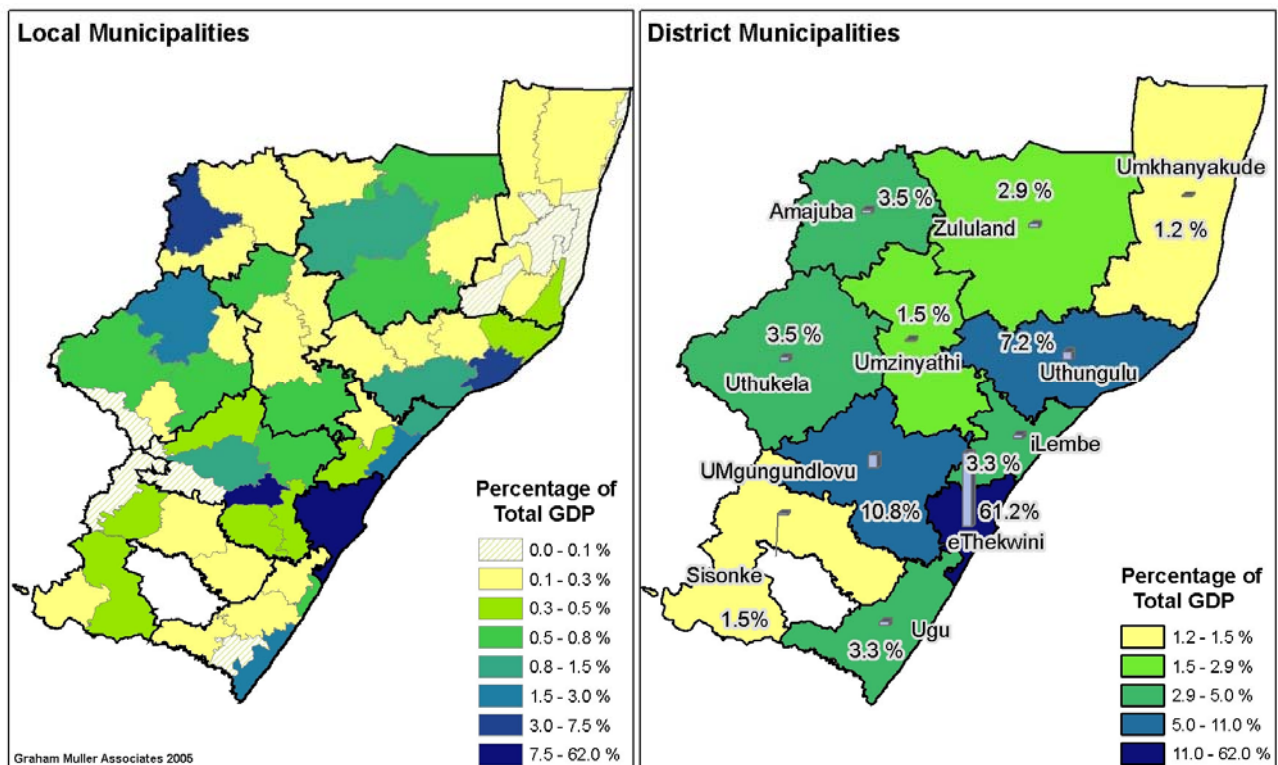 Local Municipalities
Percentage of
Total GDP
0.0 - 0.1 %
0.1 - 0.3 %
0.3 - 0.5 %
0.5 - 0.8 %
0.8 - 1.5 %
1.5 - 3.0 %
3.0 - 7.5 %
7.5 - 62.0 %
Graham Muller Associates 2005
District Municipalities
Umkhanyakude
1.2 %
2.9 %
Zululand
3.5 %
Amajuba
1.5 %
Umzinyathi
3.5 %
Uthukela
7.2 %
Uthungulu
iLembe
3.3 %
UMgungundlovu
10.8%
61.2%
eThekwini
Sisonke
1.5%
Ugu
3.3 %
Percentage of
Total GDP
1.2 - 1.5 %
1.5 - 2.9 %
2.9 - 5.0 %
5.0 - 11.0 %
11.0 - 62.0 %